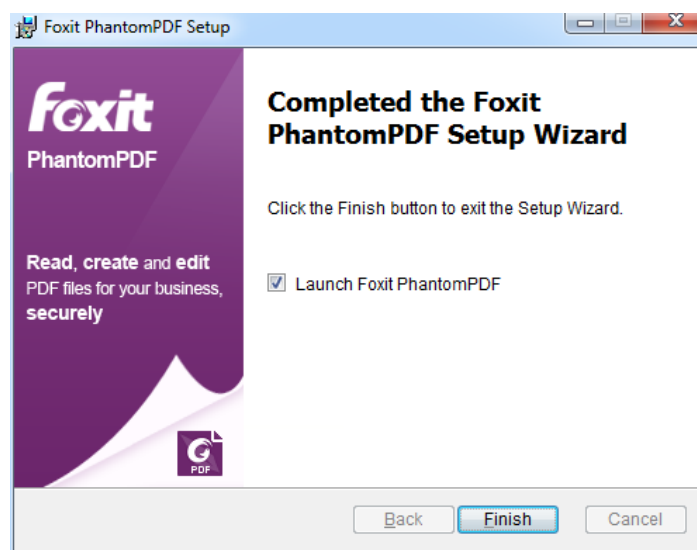 Foxit PhantomPDF Setup
Foxit
PhantomPDF
Read, create and edit
PDF files for your business,
securely
G
PDF
Completed the Foxit
PhantomPDF Setup Wizard
Click the Finish button to exit the Setup Wizard.
Launch Foxit PhantomPDF
Back Finish Cancel